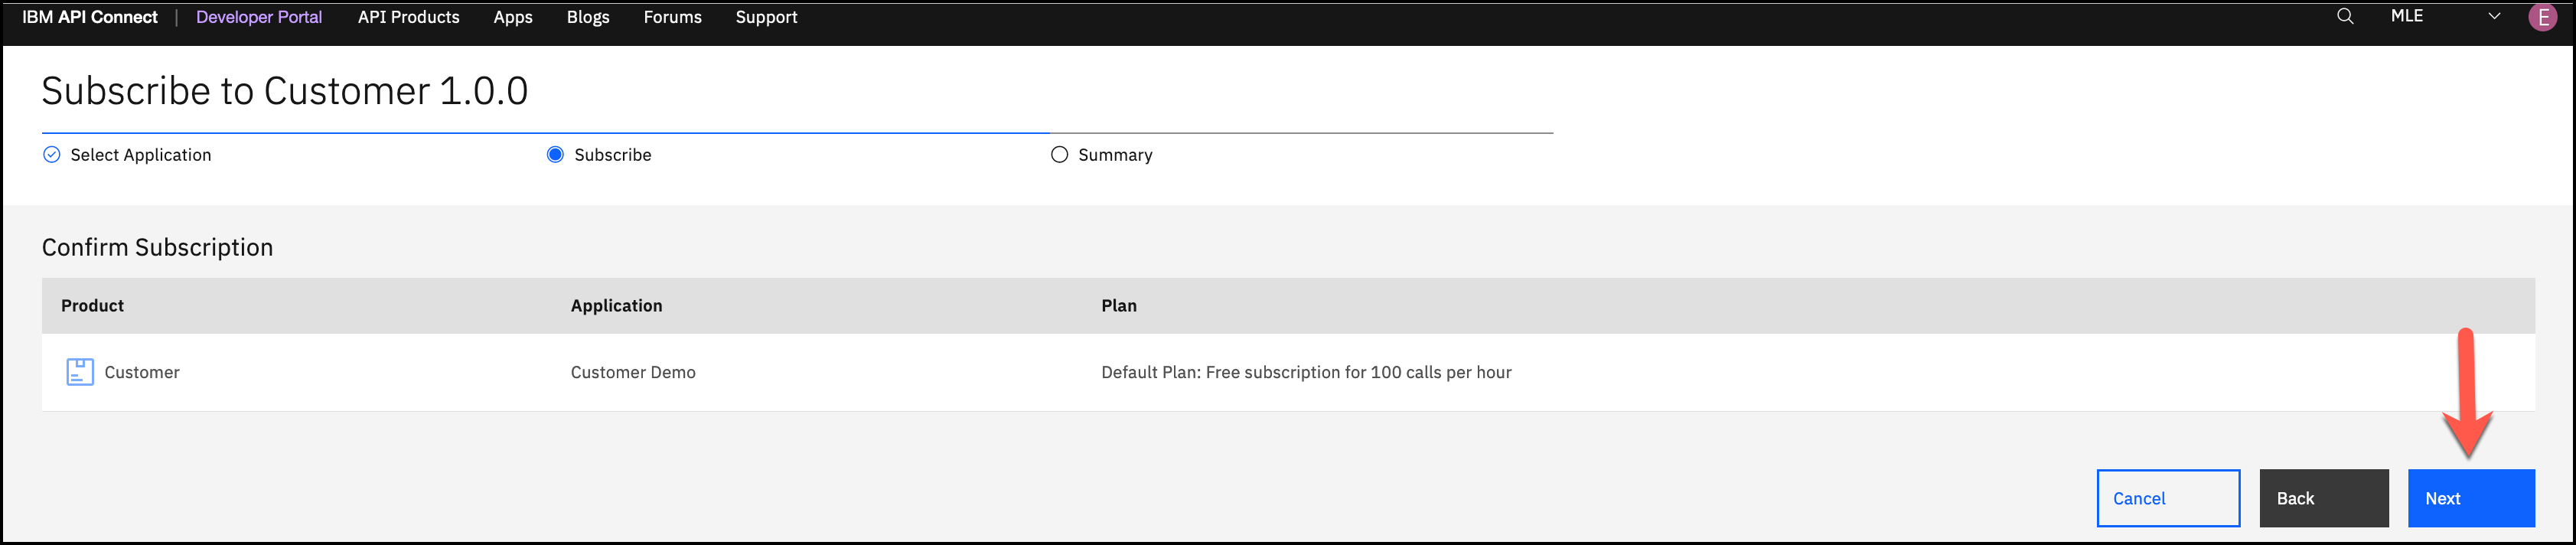 IBM API Connect | Developer Portal API Products Apps Blogs Forums Support MLE E
Subscribe to Customer 1.0.0
Select Application Subscribe Summary
Confirm Subscription
Product Application Plan
Customer Customer Demo Default Plan: Free subscription for 100 calls per hour
Cancel Back Next